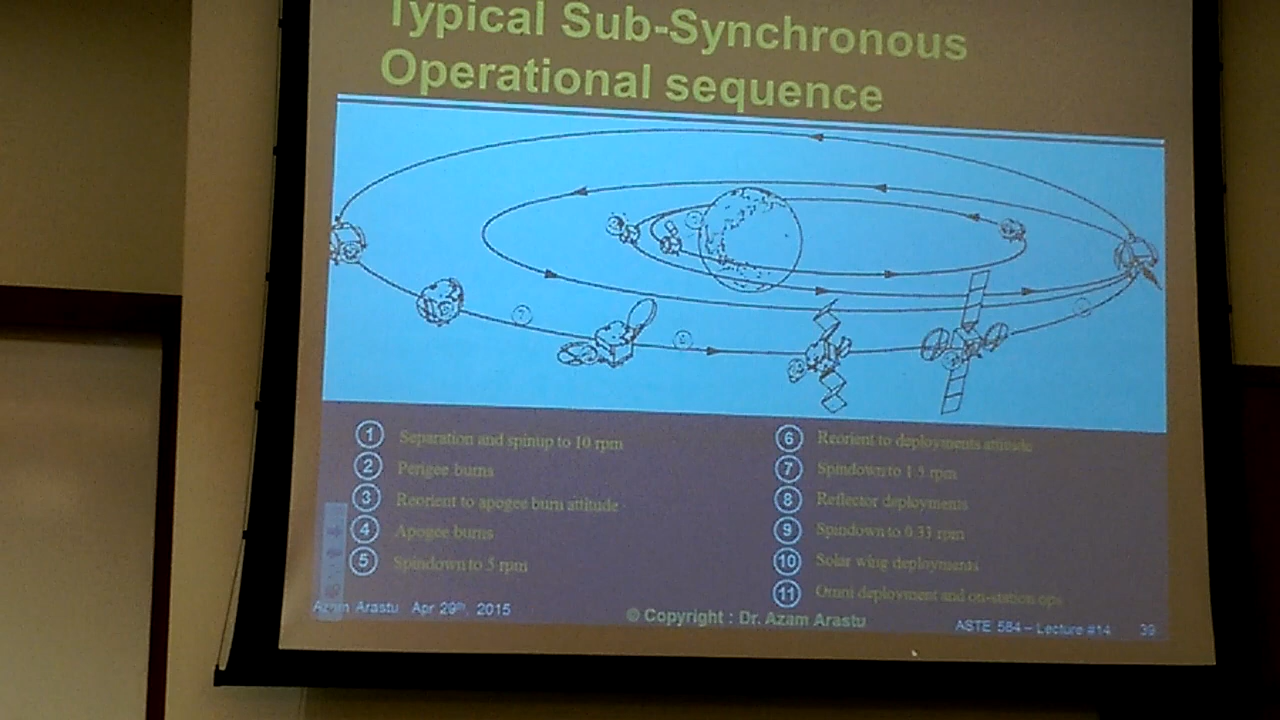 Typical Sub-Synchronous
Operational sequence
1 Separation and spinup to 10 rpm
2 Perigee burns
3 Reorient to apogee burn attitude
4 Apogee burns
5 Spindown to 5 rpm
6 Reorient to deployments attitude
7 Spindown to 1.5 rpm
8 Reflector deployments
9 Spindown to 0.33 rpm
10 Solar wing deployments
11 Omni deployment and on-station ops
Azam Arastu Apr 29th, 2015
© Copyright : Dr. Azam Arastu
ASTE 584 – Lecture #14 39